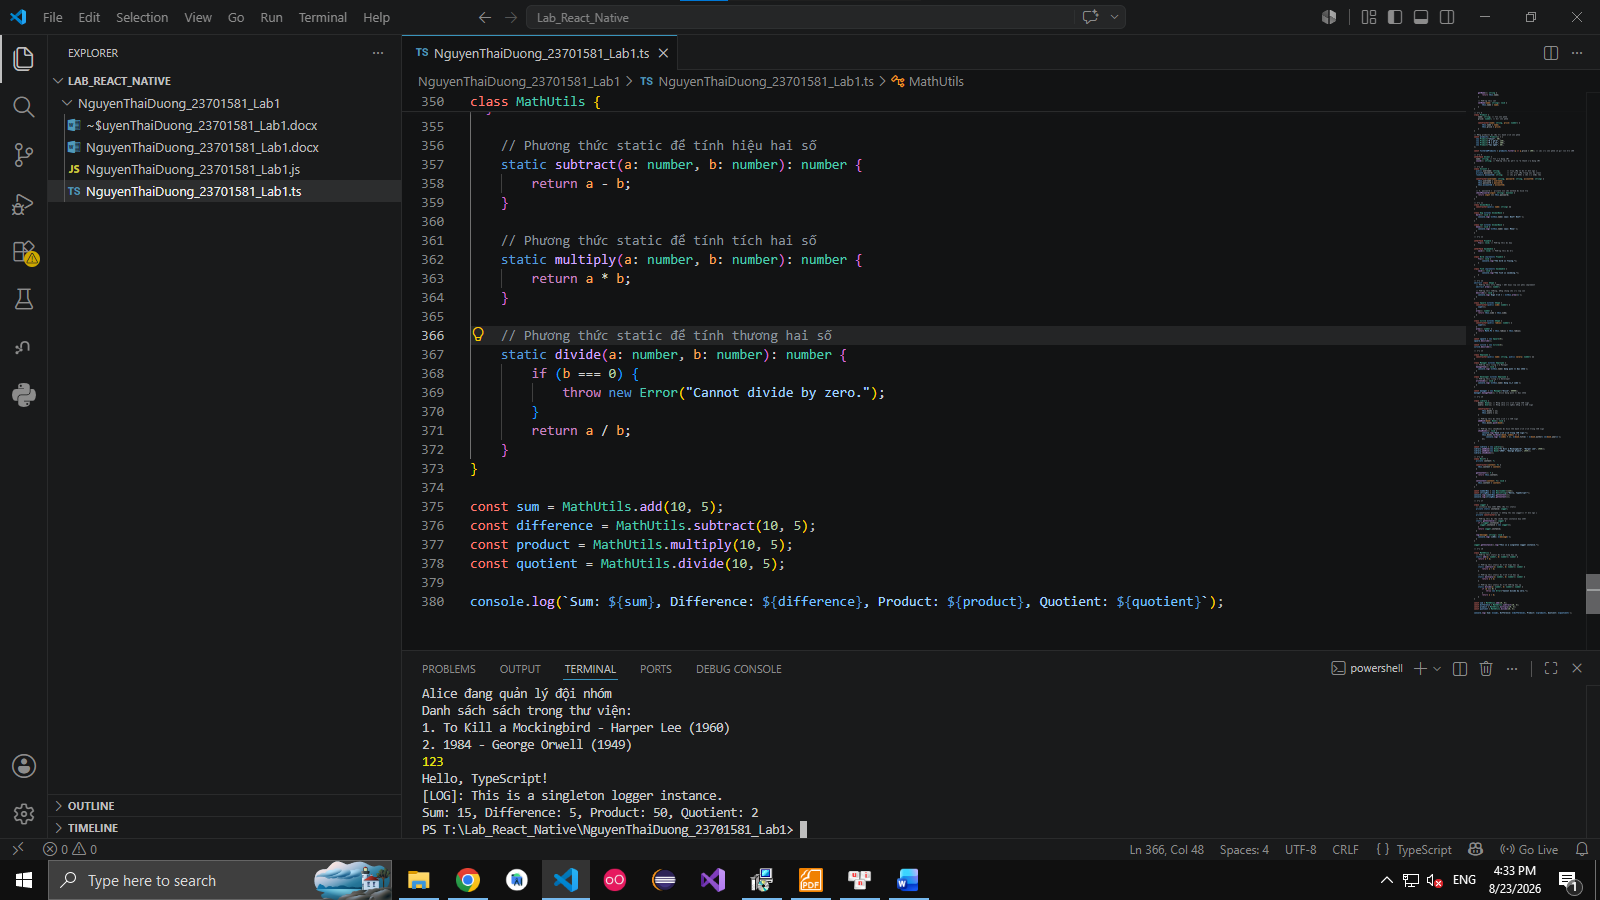 File Edit Selection View Go Run Terminal Help
Lab_React_Native
EXPLORER
LAB_REACT_NATIVE
NguyenThaiDuong_23701581_Lab1
~$uyenThaiDuong_23701581_Lab1.docx
NguyenThaiDuong_23701581_Lab1.docx
JS NguyenThaiDuong_23701581_Lab1.js
TS NguyenThaiDuong_23701581_Lab1.ts
OUTLINE
TIMELINE
TS NguyenThaiDuong_23701581_Lab1.ts
NguyenThaiDuong_23701581_Lab1 > TS NguyenThaiDuong_23701581_Lab1.ts > MathUtils
350 class MathUtils {
355
356 // Phương thức static để tính hiệu hai số
357 static subtract(a: number, b: number): number {
358 return a - b;
359 }
360
361 // Phương thức static để tính tích hai số
362 static multiply(a: number, b: number): number {
363 return a * b;
364 }
365
366 // Phương thức static để tính thương hai số
367 static divide(a: number, b: number): number {
368 if (b === 0) {
369 throw new Error("Cannot divide by zero.");
370 }
371 return a / b;
372 }
373 }
374
375 const sum = MathUtils.add(10, 5);
376 const difference = MathUtils.subtract(10, 5);
377 const product = MathUtils.multiply(10, 5);
378 const quotient = MathUtils.divide(10, 5);
379
380 console.log(`Sum: ${sum}, Difference: ${difference}, Product: ${product}, Quotient: ${quotient}`);
PROBLEMS OUTPUT TERMINAL PORTS DEBUG CONSOLE
powershell
Alice đang quản lý đội nhóm
Danh sách sách trong thư viện:
1. To Kill a Mockingbird - Harper Lee (1960)
2. 1984 - George Orwell (1949)
123
Hello, TypeScript!
[LOG]: This is a singleton logger instance.
Sum: 15, Difference: 5, Product: 50, Quotient: 2
PS T:\Lab_React_Native\NguyenThaiDuong_23701581_Lab1>
0 0
Ln 366, Col 48 Spaces: 4 UTF-8 CRLF { } TypeScript Go Live
Type here to search
ENG
4:33 PM
8/23/2026
1